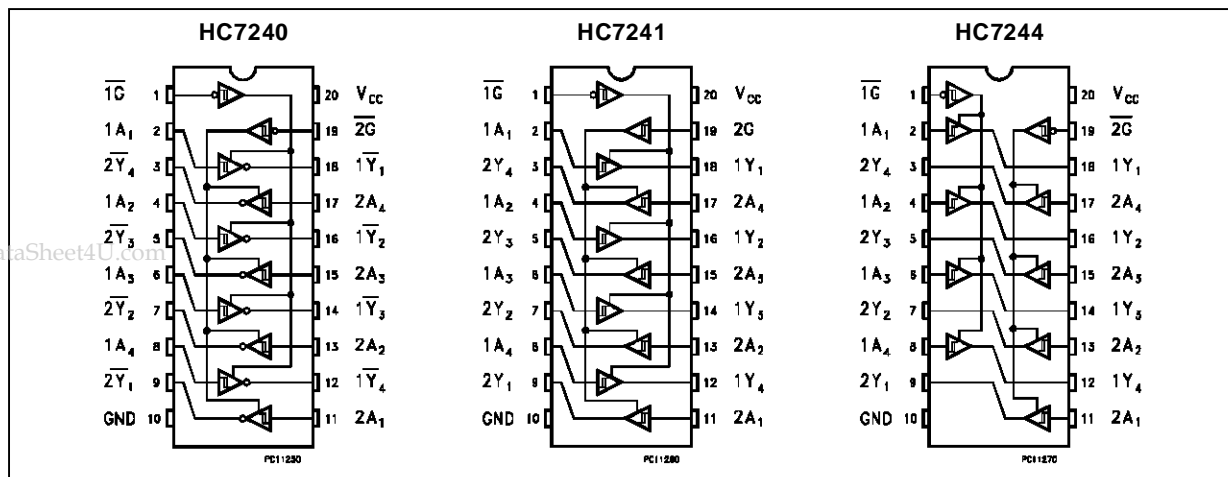 HC7240 HC7241 HC7244
1G 1 20 VCC 1G 1 20 VCC 1G 1 20 VCC
1A1 2 19 2G 1A1 2 19 2G 1A1 2 19 2G
2Y4 3 18 1Y1 2Y4 3 18 1Y1 2Y4 3 18 1Y1
1A2 4 17 2A4 1A2 4 17 2A4 1A2 4 17 2A4
2Y3 5 16 1Y2 2Y3 5 16 1Y2 2Y3 5 16 1Y2
1A3 6 15 2A3 1A3 6 15 2A3 1A3 6 15 2A3
2Y2 7 14 1Y3 2Y2 7 14 1Y3 2Y2 7 14 1Y3
1A4 8 13 2A2 1A4 8 13 2A2 1A4 8 13 2A2
2Y1 9 12 1Y4 2Y1 9 12 1Y4 2Y1 9 12 1Y4
GND 10 11 2A1 GND 10 11 2A1 GND 10 11 2A1
PC11250 PC11260 PC11270
ataSheet4U.com